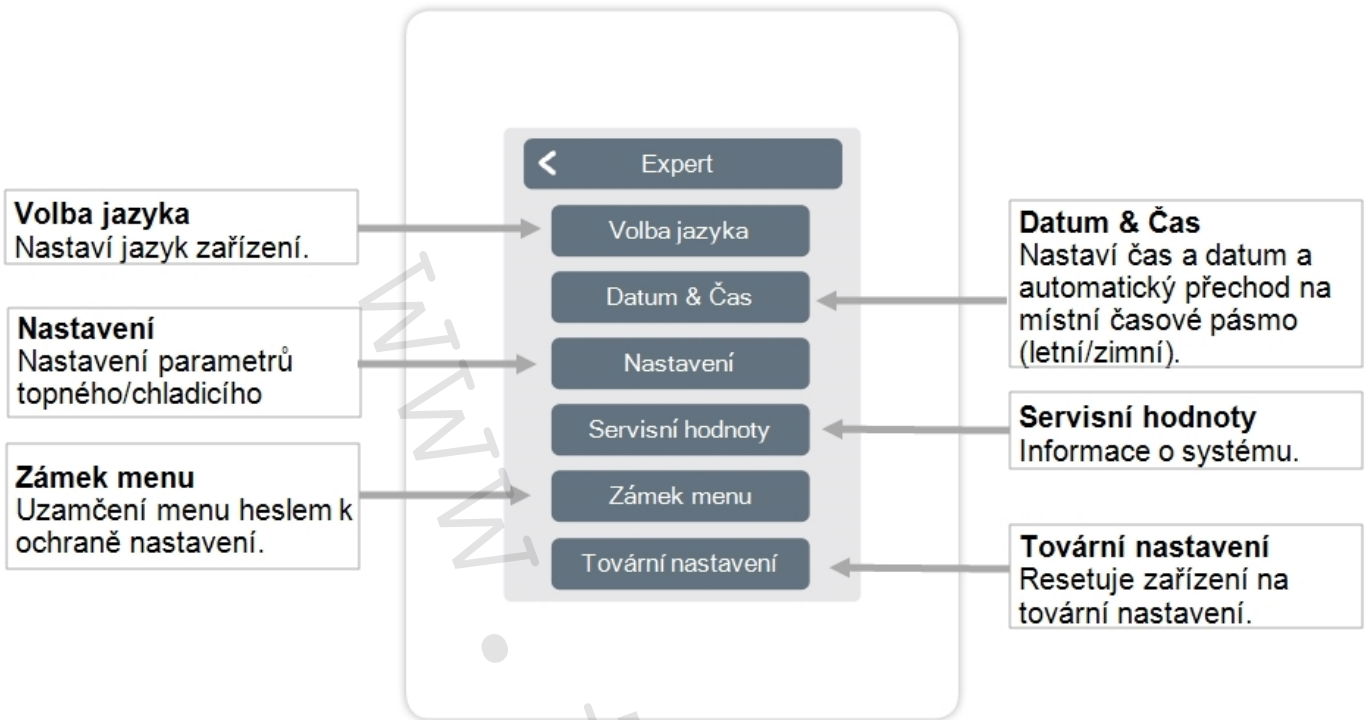 Expert
Volba jazyka
Datum & Čas
Nastavení
Servisní hodnoty
Zámek menu
Tovární nastavení
Volba jazyka
Nastaví jazyk zařízení.
Nastavení
Nastavení parametrů
topného/chladicího
Zámek menu
Uzamčení menu heslem k
ochraně nastavení.
Datum & Čas
Nastaví čas a datum a
automatický přechod na
místní časové pásmo
(letní/zimní).
Servisní hodnoty
Informace o systému.
Tovární nastavení
Resetuje zařízení na
tovární nastavení.
www.